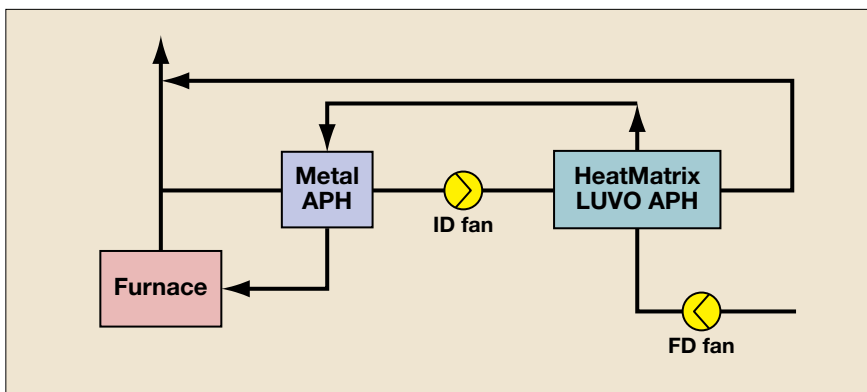 Metal
APH
HeatMatrix
LUVO APH
ID fan
Furnace
FD fan